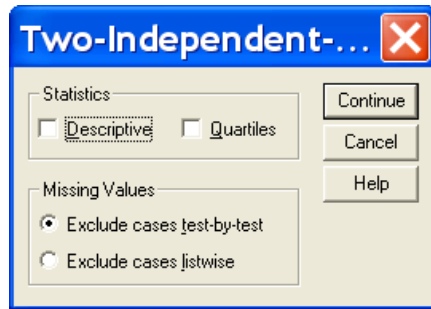 Two-Independent-...
Statistics
Descriptive Quartiles
Missing Values
Exclude cases test-by-test
Exclude cases listwise
Continue
Cancel
Help